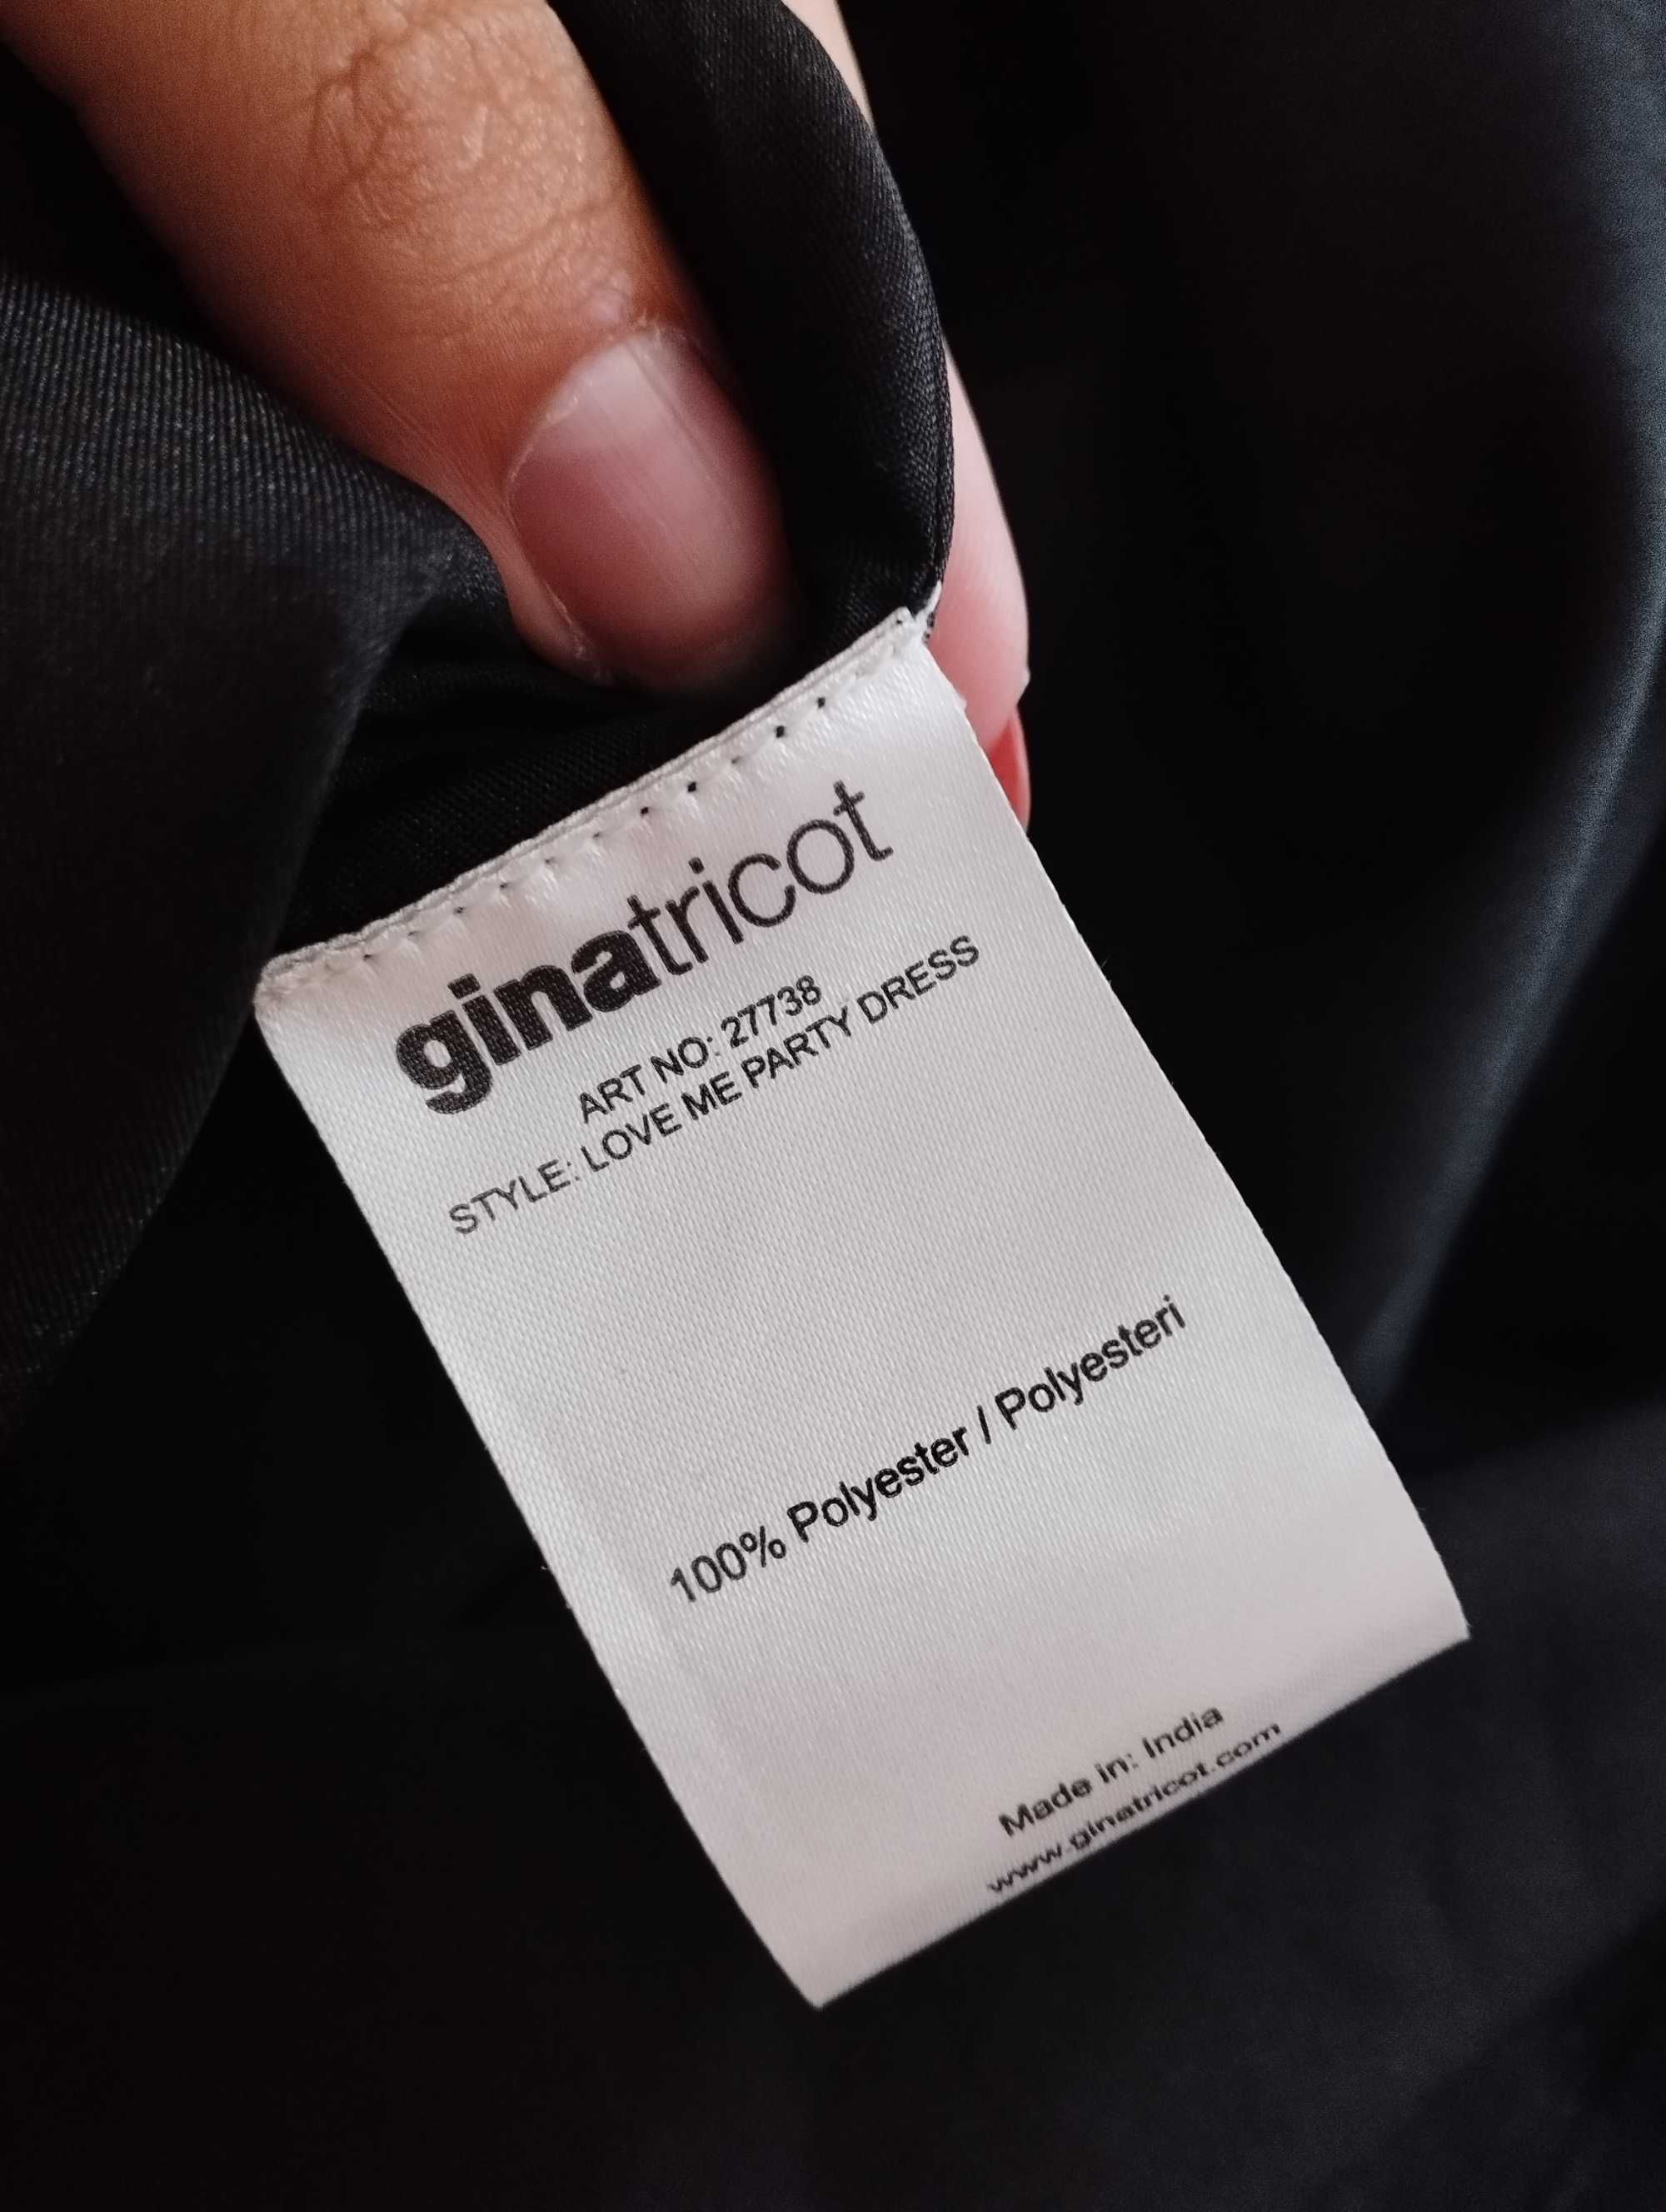 ginatricot
ART NO: 27738
STYLE: LOVE ME PARTY DRESS
100% Polyester / Polyesteri
Made in: India
www.ginatricot.com